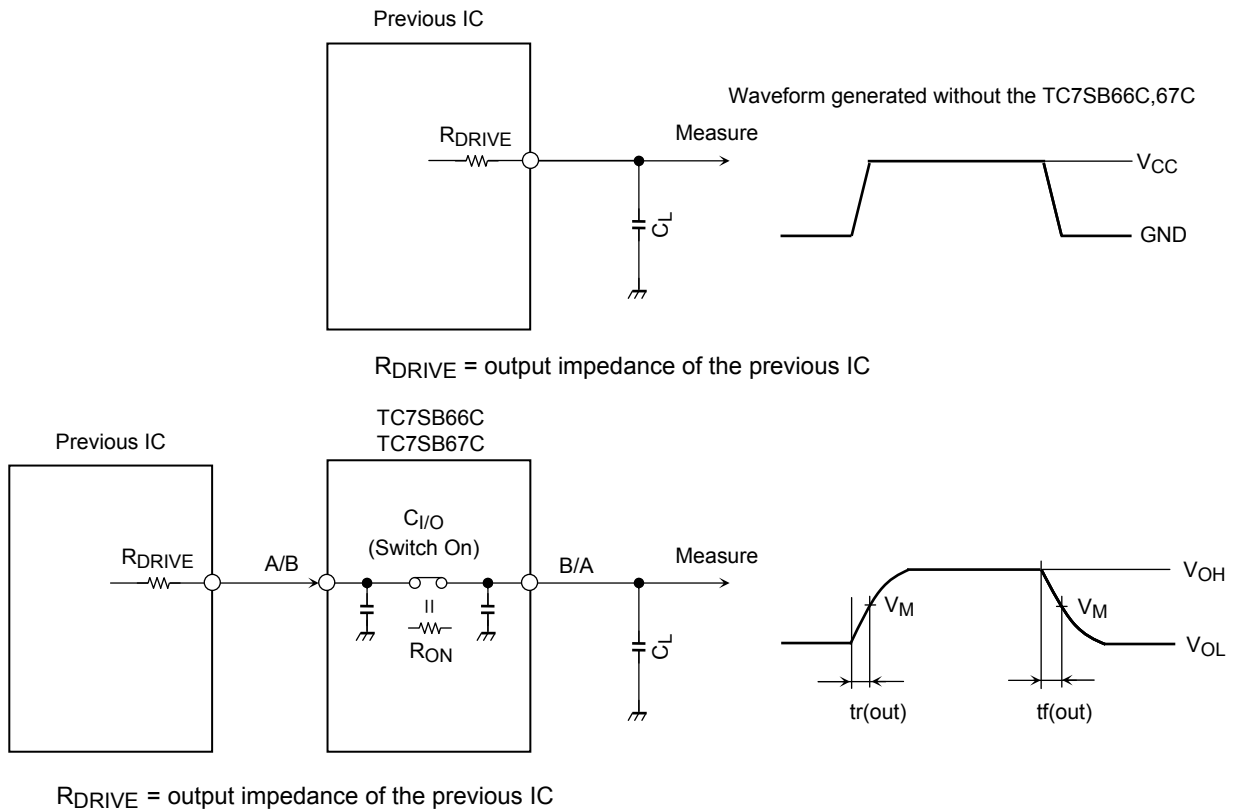 Previous IC
Waveform generated without the TC7SB66C,67C
RDRIVE
Measure
VCC
CL
GND
RDRIVE = output impedance of the previous IC
TC7SB66C
TC7SB67C
Previous IC
CI/O
(Switch On)
RDRIVE
A/B
B/A
Measure
VOH
VM
VM
RON
CL
VOL
tr(out)
tf(out)
RDRIVE = output impedance of the previous IC